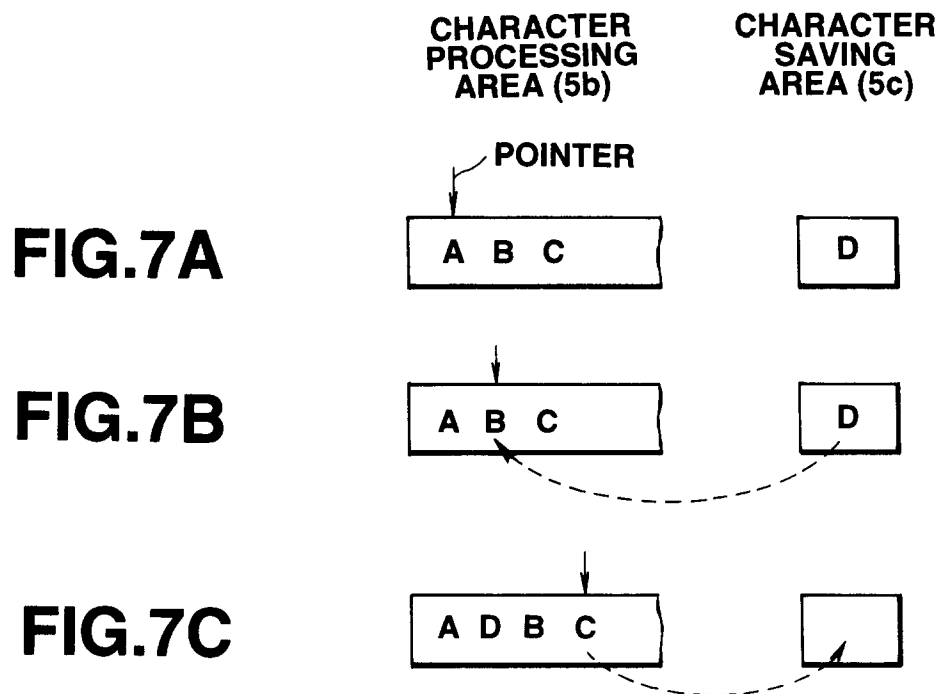 CHARACTER
PROCESSING
AREA (5b)
CHARACTER
SAVING
AREA (5c)
POINTER
FIG.7A
A B C
D
FIG.7B
A B C
D
FIG.7C
A D B C